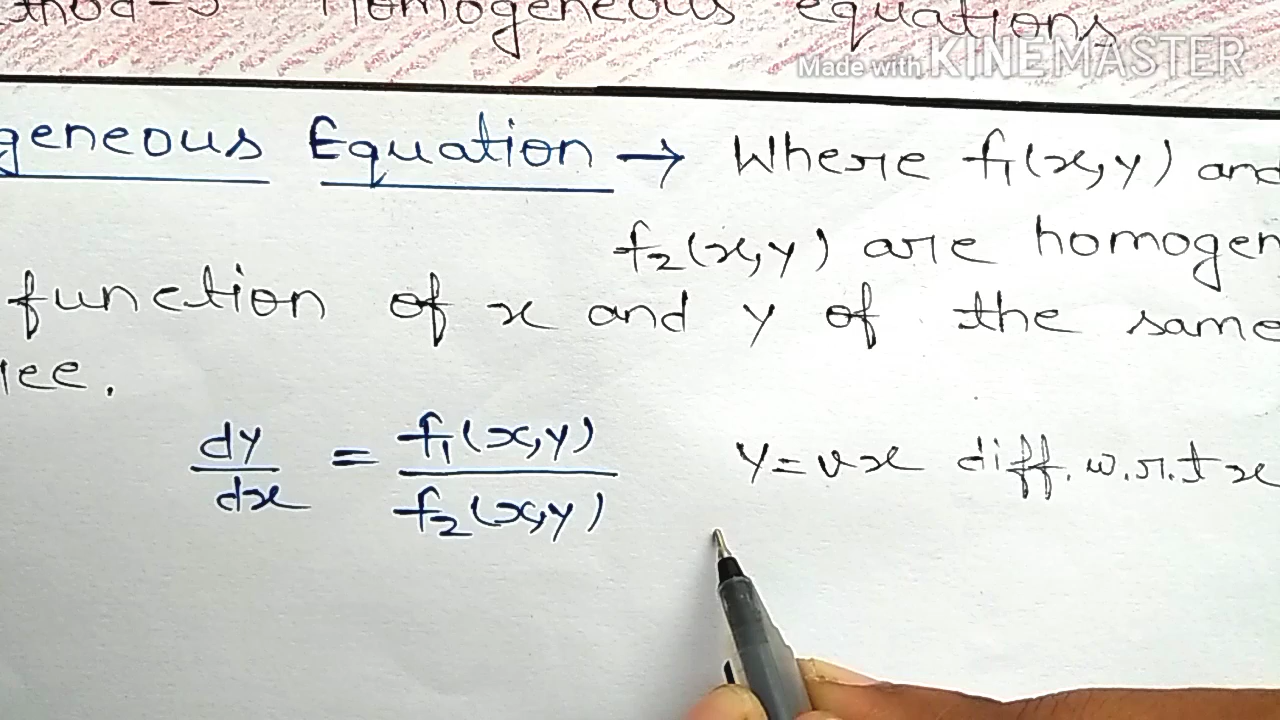 Homogeneous equations
Made with KINEMASTER
geneous Equation → Where f₁(x,y) and
f₂(x,y) are homogen
function of x and y of the same
ree.
dy/dx = f₁(x,y)/f₂(x,y) y=vx diff. w.r.t x